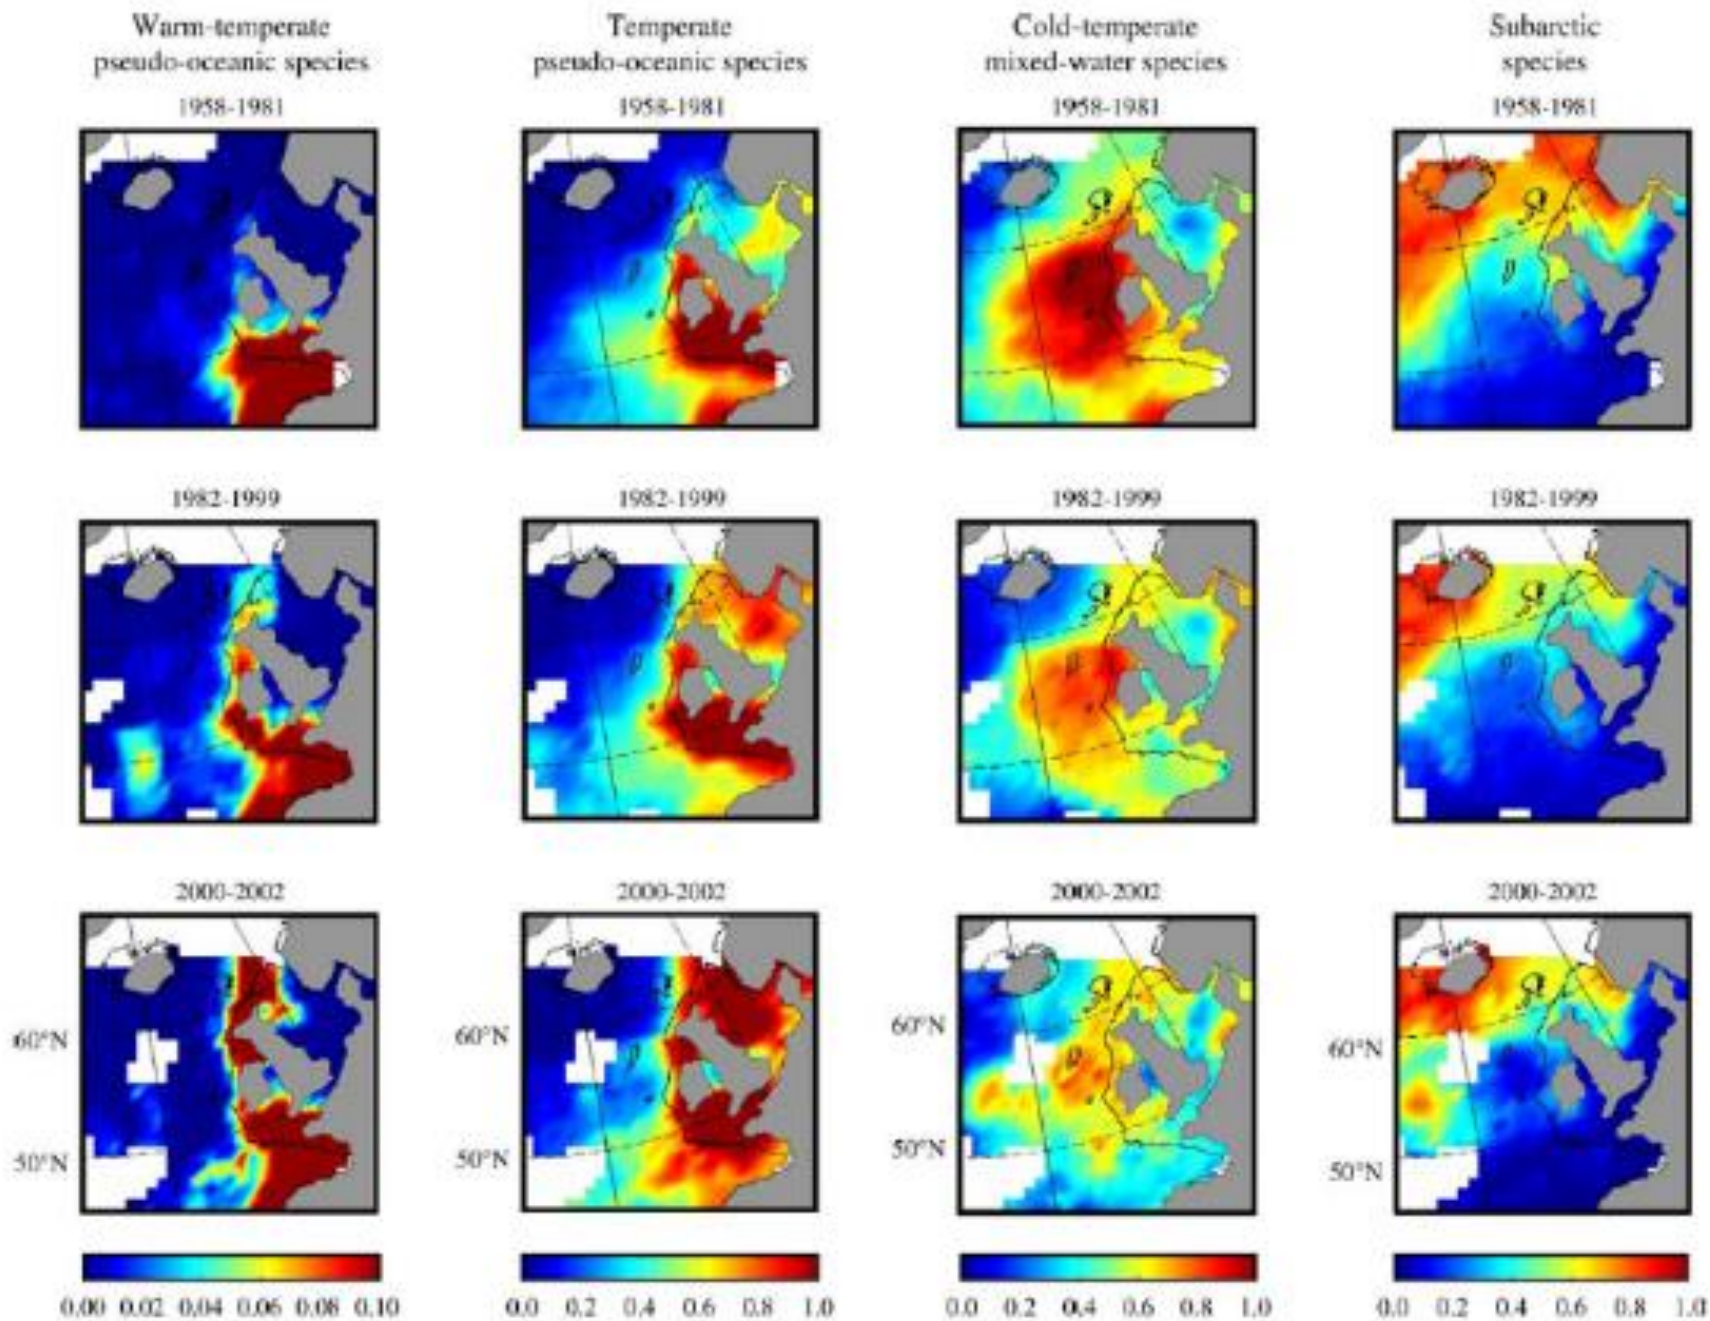 Warm-temperate
pseudo-oceanic species
Temperate
pseudo-oceanic species
Cold-temperate
mixed-water species
Subarctic
species
1958-1981
1958-1981
1958-1981
1958-1981
1982-1999
1982-1999
1982-1999
1982-1999
2000-2002
2000-2002
2000-2002
2000-2002
60°N
60°N
60°N
60°N
50°N
50°N
50°N
50°N
0.00 0.02 0.04 0.06 0.08 0.10
0.0 0.2 0.4 0.6 0.8 1.0
0.0 0.2 0.4 0.6 0.8 1.0
0.0 0.2 0.4 0.6 0.8 1.0